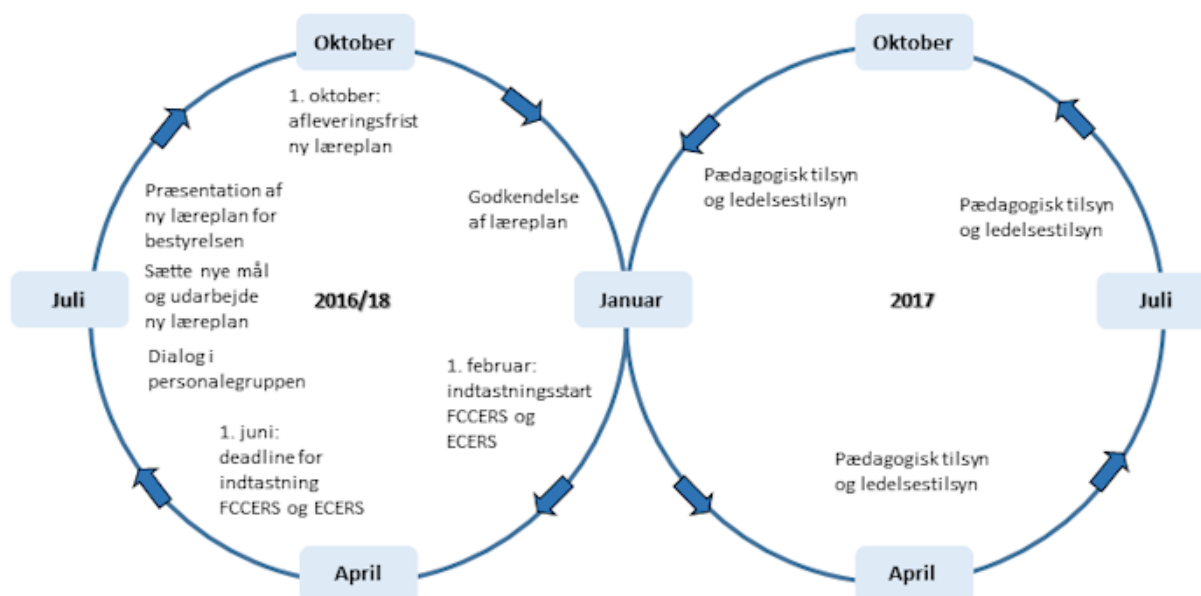 Oktober
1. oktober:
afleveringsfrist
ny læreplan
Præsentation af
ny læreplan for
bestyrelsen
Godkendelse
af læreplan
Sætte nye mål
og udarbejde
ny læreplan
Juli
2016/18
Januar
Dialog i
personalegruppen
1. februar:
indtastningsstart
FCCERS og
ECERS
1. juni:
deadline for
indtastning
FCCERS og ECERS
April
Oktober
Pædagogisk tilsyn
og ledelsestilsyn
Pædagogisk tilsyn
og ledelsestilsyn
2017
Juli
Pædagogisk tilsyn
og ledelsestilsyn
April